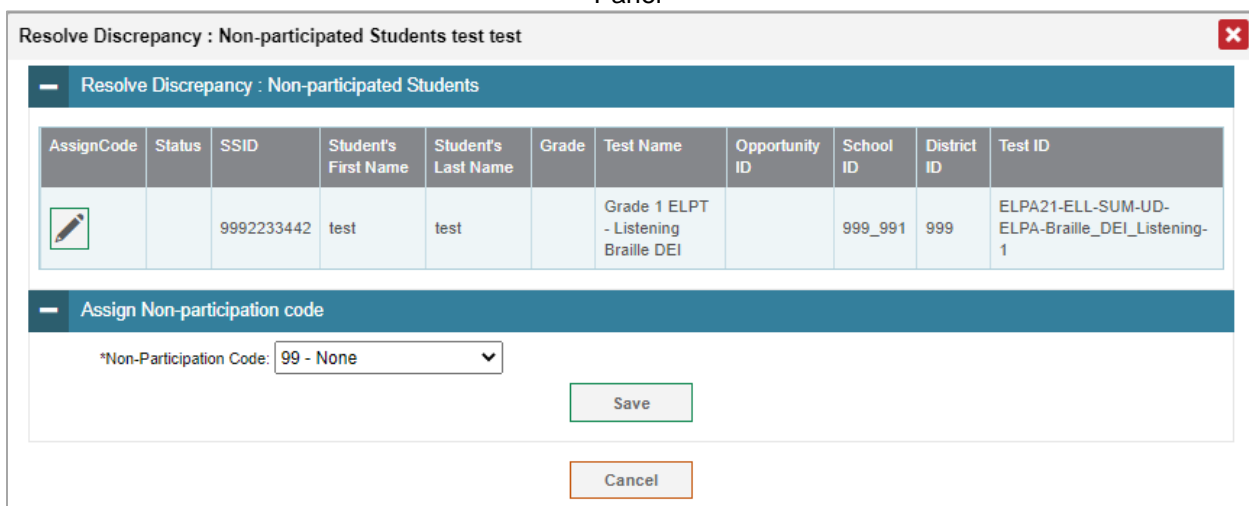 Panel
Resolve Discrepancy : Non-participated Students test test
Resolve Discrepancy : Non-participated Students
AssignCode Status SSID Student's First Name Student's Last Name Grade Test Name Opportunity ID School ID District ID Test ID
9992233442 test test Grade 1 ELPT - Listening Braille DEI 999_991 999 ELPA21-ELL-SUM-UD-ELPA-Braille_DEI_Listening-1
Assign Non-participation code
*Non-Participation Code: 99 - None
Save
Cancel